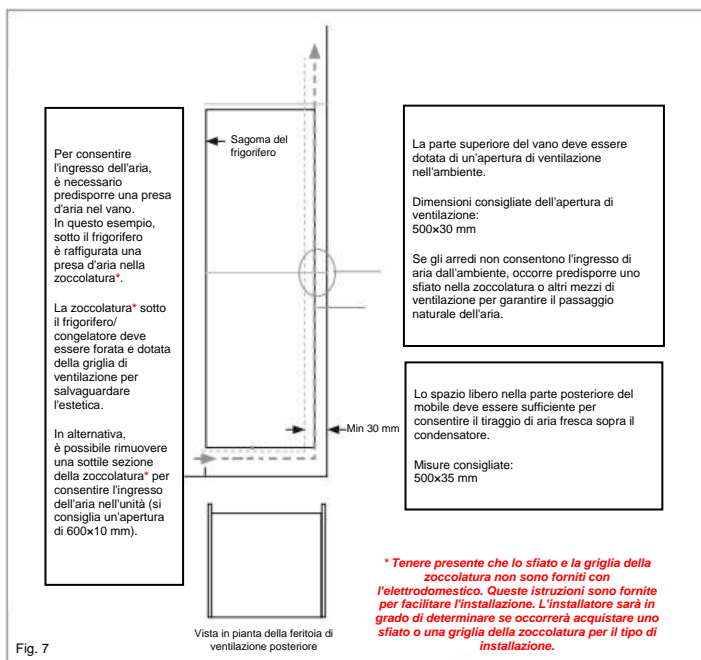 Per consentire
l'ingresso dell'aria,
è necessario
predisporre una presa
d'aria nel vano.
In questo esempio,
sotto il frigorifero
è raffigurata una
presa d'aria nella
zoccolatura*.
La zoccolatura* sotto
il frigorifero/
congelatore deve
essere forata e dotata
della griglia di
ventilazione per
salvaguardare
l'estetica.
In alternativa,
è possibile rimuovere
una sottile sezione
della zoccolatura* per
consentire l'ingresso
dell'aria nell'unità (si
consiglia un'apertura
di 600×10 mm).
Sagoma del
frigorifero
Min 30 mm
La parte superiore del vano deve essere
dotata di un'apertura di ventilazione
nell'ambiente.
Dimensioni consigliate dell'apertura di
ventilazione:
500×30 mm
Se gli arredi non consentono l'ingresso di
aria dall'ambiente, occorre predisporre uno
sfiato nella zoccolatura o altri mezzi di
ventilazione per garantire il passaggio
naturale dell'aria.
Lo spazio libero nella parte posteriore del
mobile deve essere sufficiente per
consentire il tiraggio di aria fresca sopra il
condensatore.
Misure consigliate:
500×35 mm
* Tenere presente che lo sfiato e la griglia della
zoccolatura non sono forniti con
l'elettrodomestico. Queste istruzioni sono fornite
per facilitare l'installazione. L'installatore sarà in
grado di determinare se occorrerà acquistare uno
sfiato o una griglia della zoccolatura per il tipo di
installazione.
Vista in pianta della feritoia di
ventilazione posteriore
Fig. 7